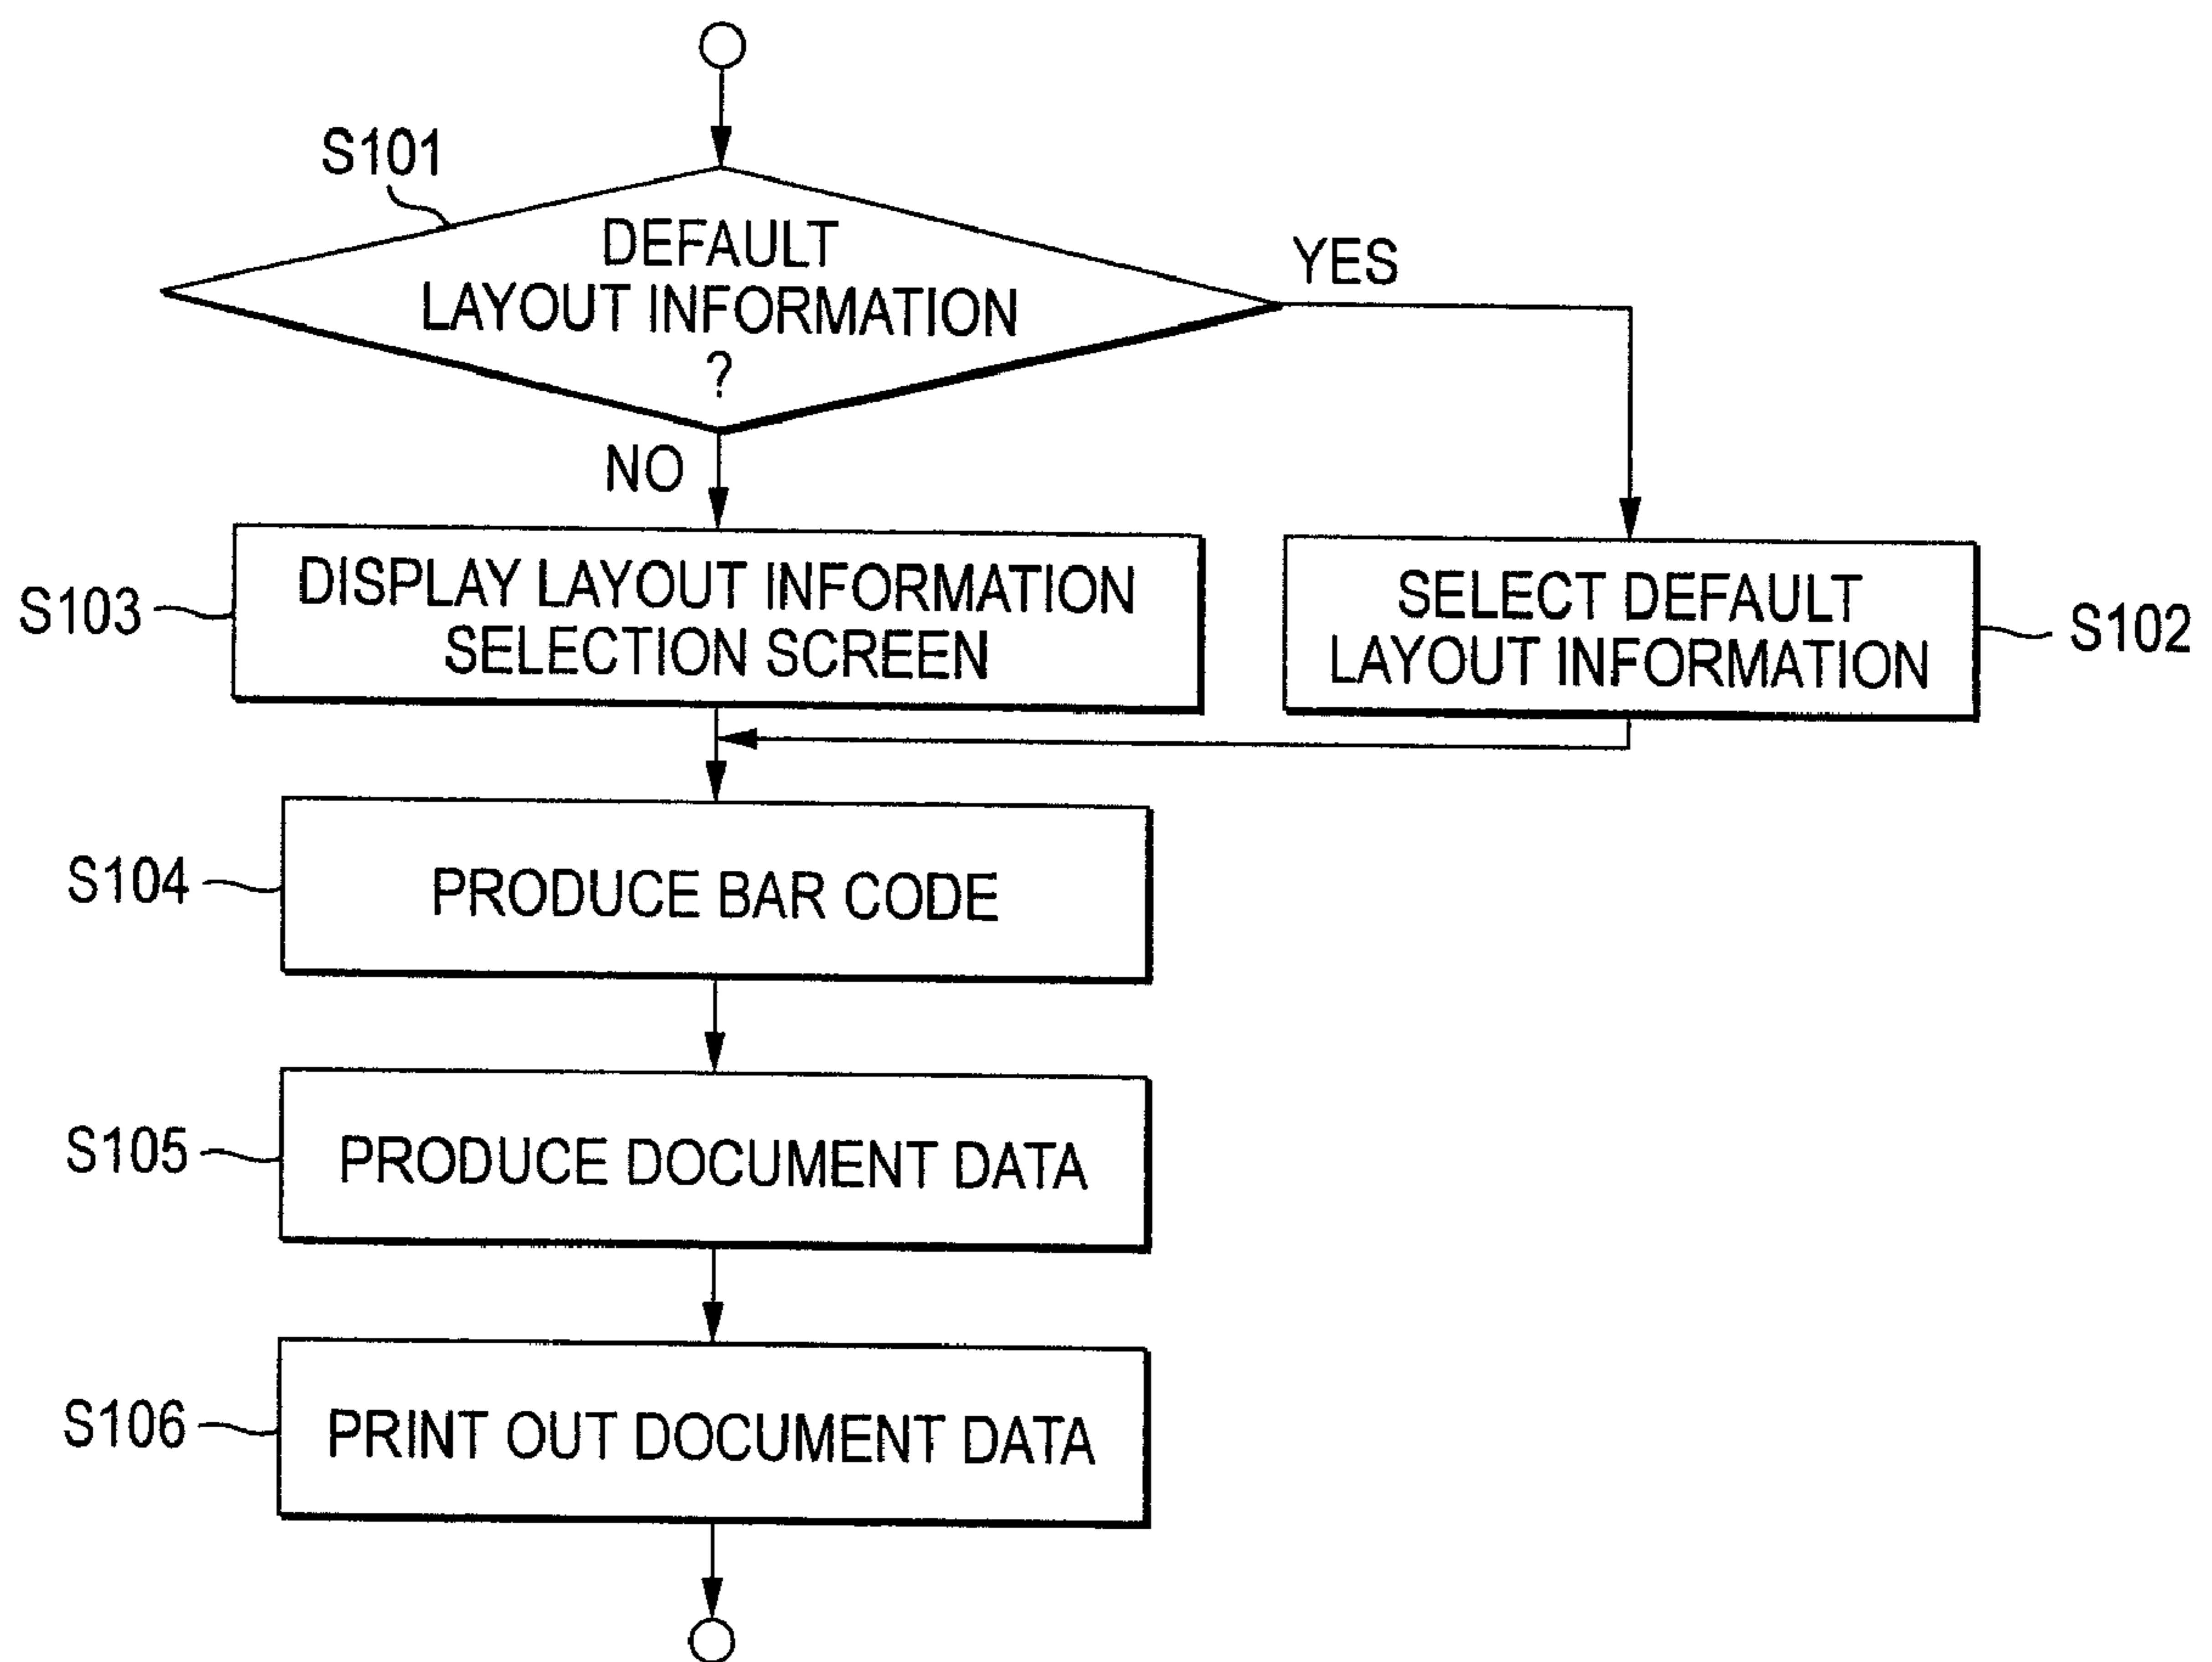 S101
DEFAULT
LAYOUT INFORMATION
?
YES
NO
S103
DISPLAY LAYOUT INFORMATION
SELECTION SCREEN
SELECT DEFAULT
LAYOUT INFORMATION
S102
S104
PRODUCE BAR CODE
S105
PRODUCE DOCUMENT DATA
S106
PRINT OUT DOCUMENT DATA